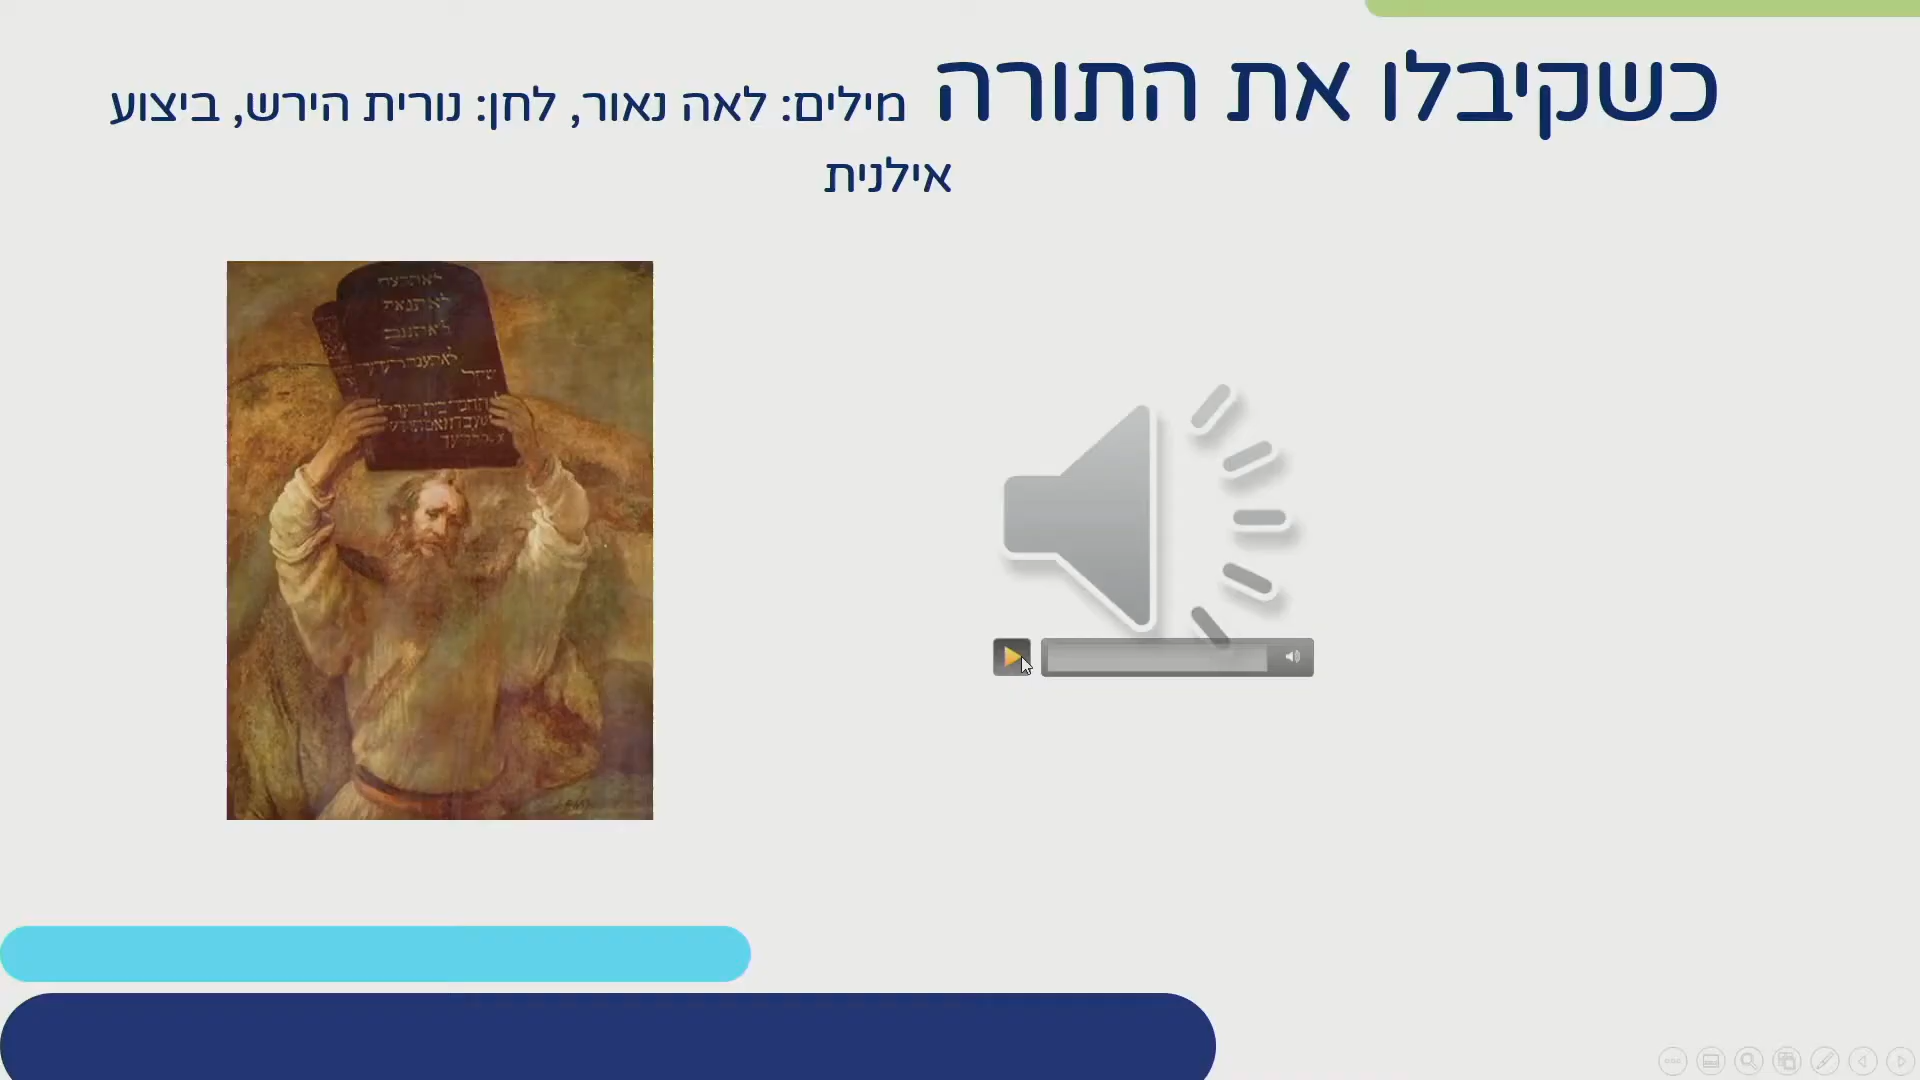 כשקיבלו את התורה מילים: לאה נאור, לחן: נורית הירש, ביצוע
אילנית